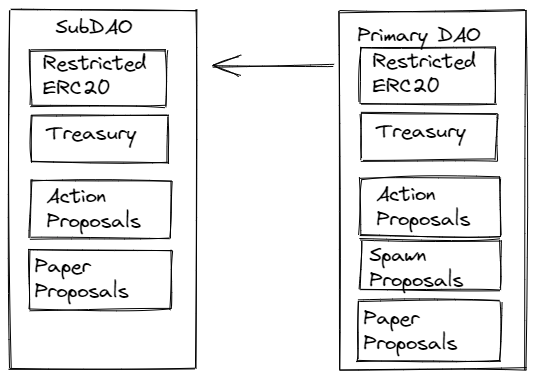 SubDAO
Restricted
ERC20
Treasury
Action
Proposals
Paper
Proposals
Primary DAO
Restricted
ERC20
Treasury
Action
Proposals
Spawn
Proposals
Paper
Proposals